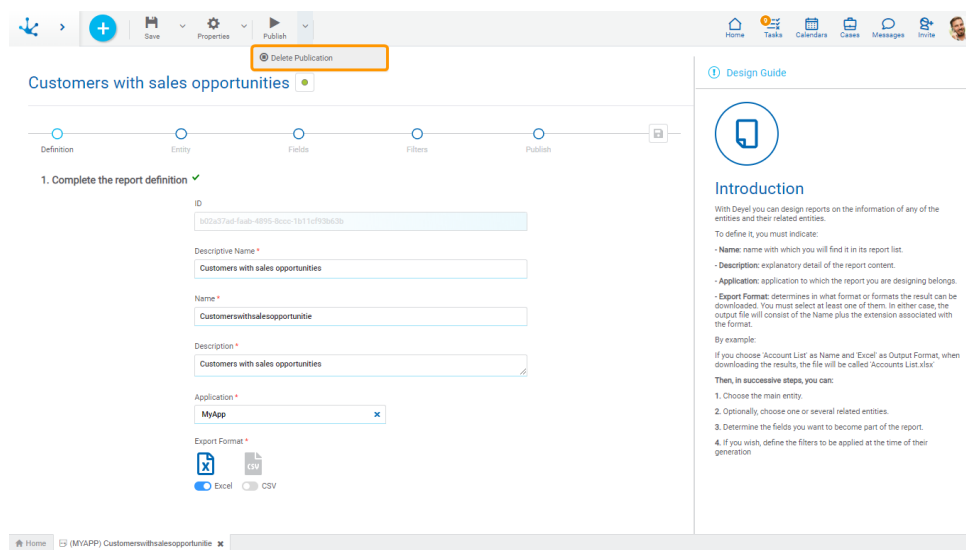 Save
Properties
Publish
Home
9
Tasks
Calendars
Cases
Messages
Invite
Delete Publication
Customers with sales opportunities
Definition
Entity
Fields
Filters
Publish
1. Complete the report definition
ID
b02a37ad-faab-4895-8ccc-1b11cf93b63b
Descriptive Name *
Customers with sales opportunities
Name *
Customerswithsalesopportunitie
Description *
Customers with sales opportunities
Application *
MyApp
Export Format *
X
CSV
Excel
CSV
Design Guide
Introduction
With Deyel you can design reports on the information of any of the
entities and their related entities.
To define it, you must indicate:
- Name: name with which you will find it in its report list.
- Description: explanatory detail of the report content.
- Application: application to which the report you are designing belongs.
- Export Format: determines in what format or formats the result can be
downloaded. You must select at least one of them. In either case, the
output file will consist of the Name plus the extension associated with
the format.
By example:
If you choose 'Account List' as Name and 'Excel' as Output Format, when
downloading the results, the file will be called 'Accounts List.xlsx'
Then, in successive steps, you can:
1. Choose the main entity.
2. Optionally, choose one or several related entities.
3. Determine the fields you want to become part of the report.
4. If you wish, define the filters to be applied at the time of their
generation
Home
(MYAPP) Customerswithsalesopportunitie